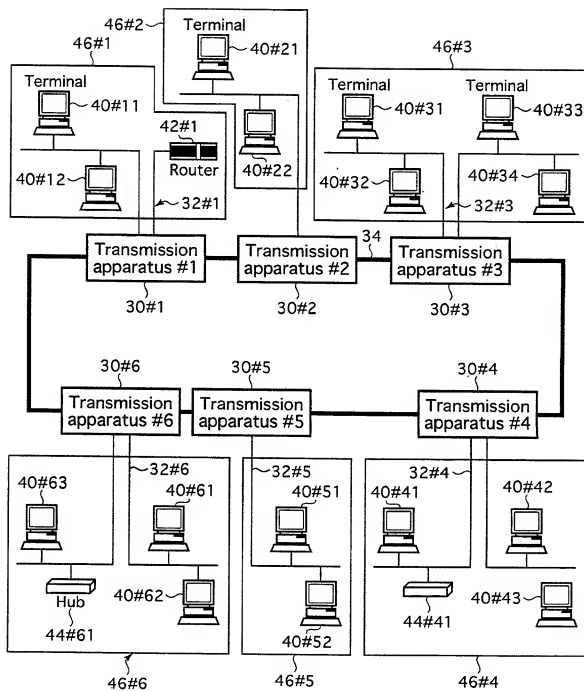 46#1
46#2
46#3
Terminal
40#21
Terminal
40#11
42#1
Router
40#12
40#22
32#1
Terminal
40#31
Terminal
40#33
40#32
40#34
32#3
34
Transmission
apparatus #1
Transmission
apparatus #2
Transmission
apparatus #3
30#1
30#2
30#3
30#6
30#5
30#4
Transmission
apparatus #6
Transmission
apparatus #5
Transmission
apparatus #4
32#6
32#5
32#4
40#63
40#61
40#51
40#41
40#42
Hub
44#61
40#62
40#52
44#41
40#43
46#6
46#5
46#4